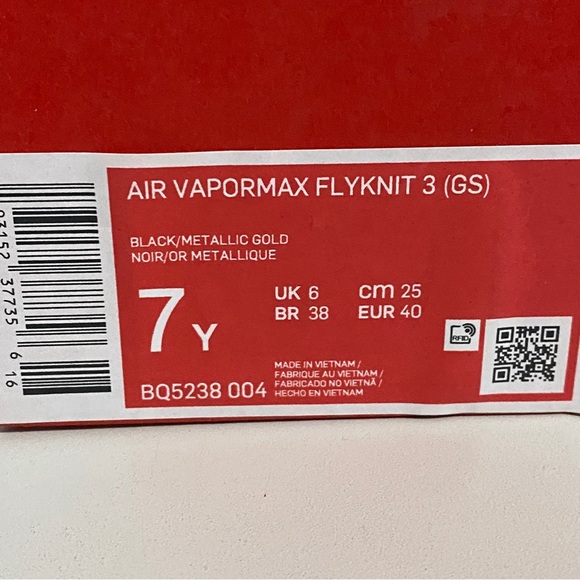 AIR VAPORMAX FLYKNIT 3 (GS)
BLACK/METALLIC GOLD
NOIR/OR METALLIQUE
7Y
UK 6 cm 25
BR 38 EUR 40
RFID
BQ5238 004
MADE IN VIETNAM /
FABRIQUE AU VIETNAM /
FABRICADO NO VIETNÃ /
HECHO EN VIETNAM
37735 6 16